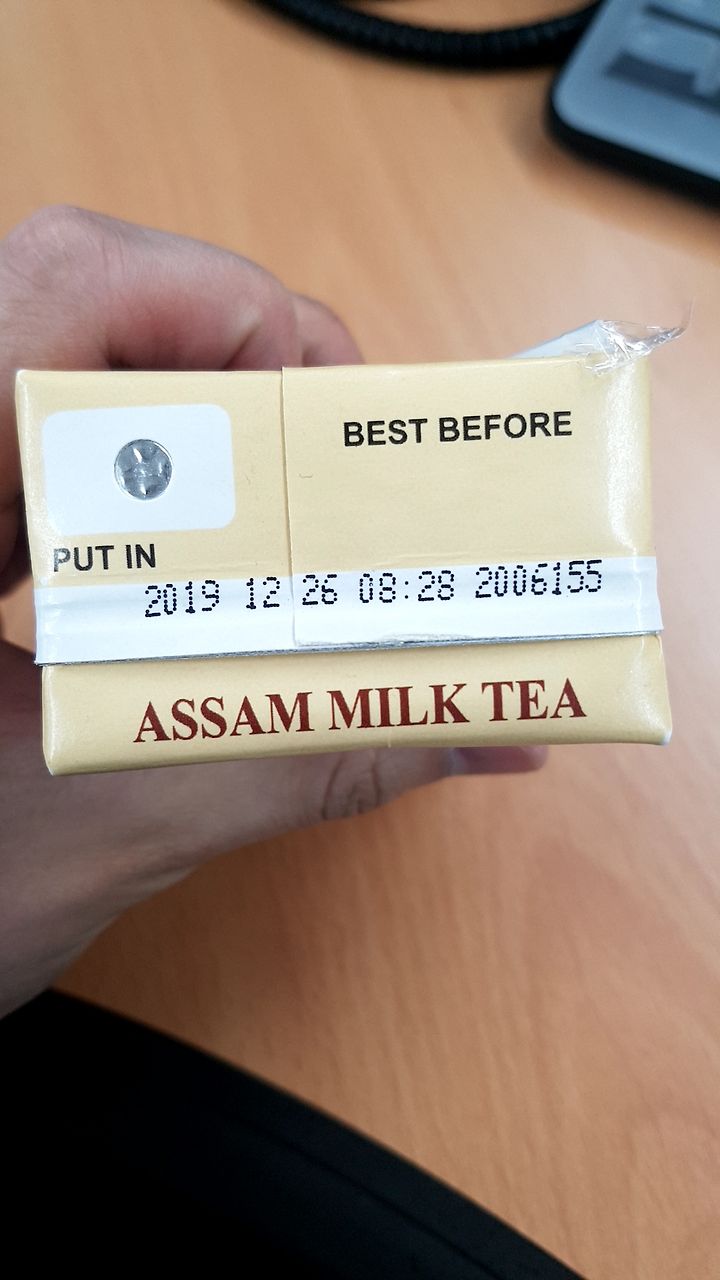 BEST BEFORE
PUT IN
2019 12 26 08:28 2006155
ASSAM MILK TEA